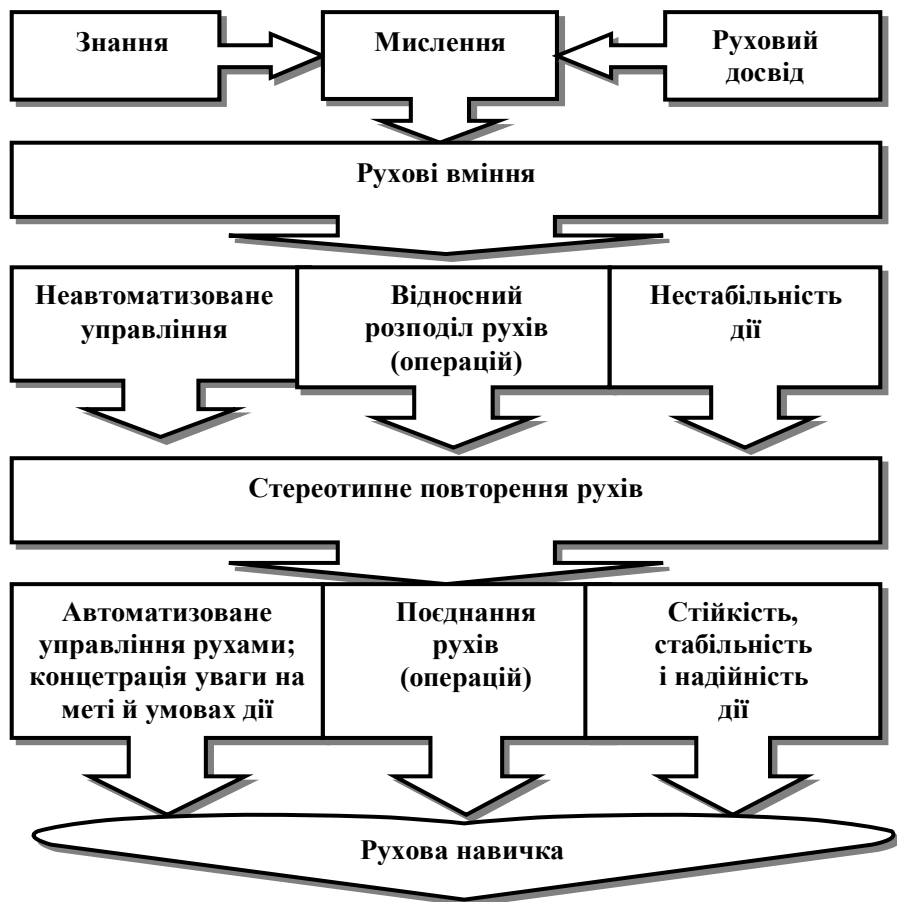 Знання
Мислення
Руховий
досвід
Рухові вміння
Неавтоматизоване
управління
Відносний
розподіл рухів
(операцій)
Нестабільність
дії
Стереотипне повторення рухів
Автоматизоване
управління рухами;
концетрація уваги на
меті й умовах дії
Поєднання
рухів
(операцій)
Стійкість,
стабільність
і надійність
дії
Рухова навичка